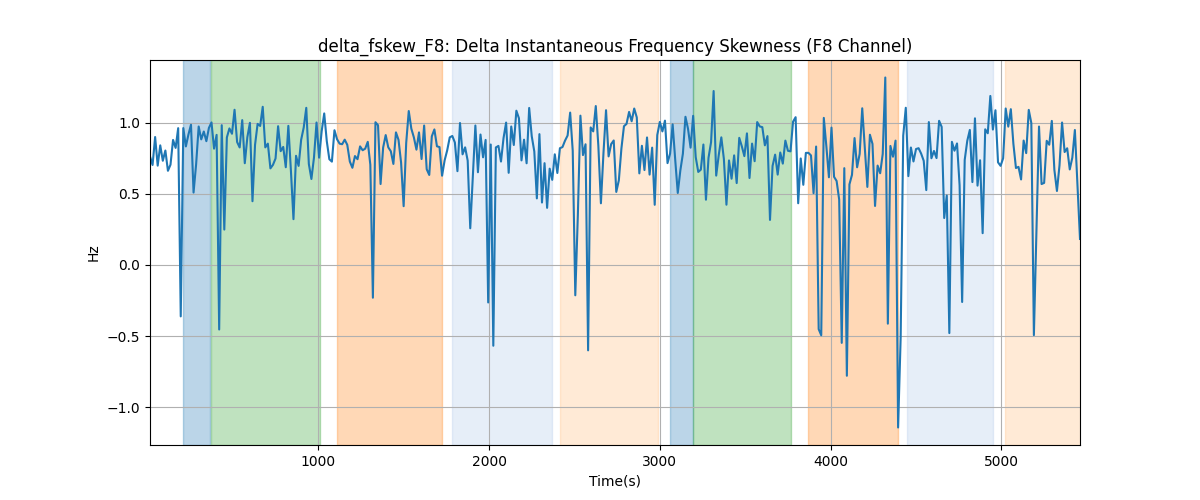 delta_fskew_F8: Delta Instantaneous Frequency Skewness (F8 Channel)
1.0
0.5
0.0
−0.5
−1.0
Hz
1000 2000 3000 4000 5000
Time(s)